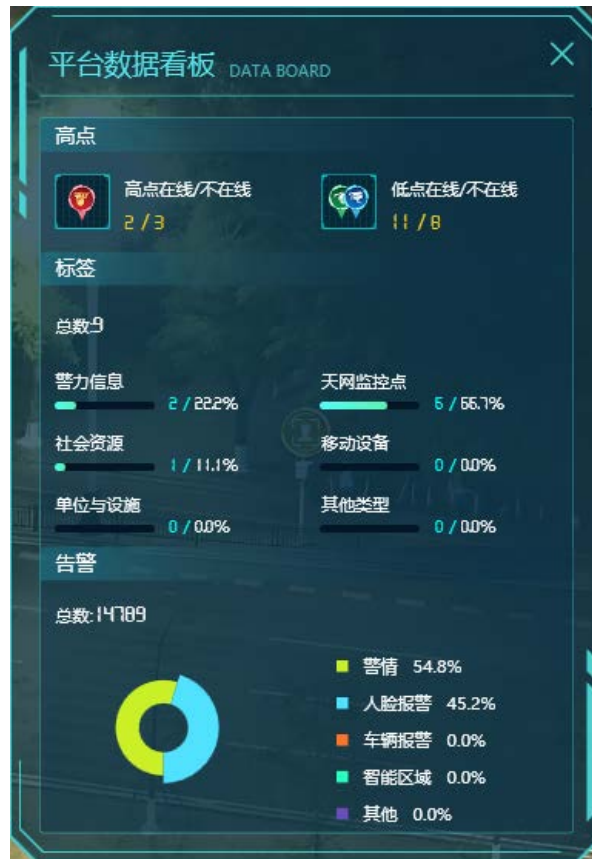 平台数据看板 DATA BOARD
高点
高点在线/不在线 低点在线/不在线
2/3 11/8
标签
总数:9
警力信息 天网监控点
2/22.2% 6/66.7%
社会资源 移动设备
1/11.1% 0/0.0%
单位与设施 其他类型
0/0.0% 0/0.0%
告警
总数:14789
警情 54.8%
人脸报警 45.2%
车辆报警 0.0%
智能区域 0.0%
其他 0.0%